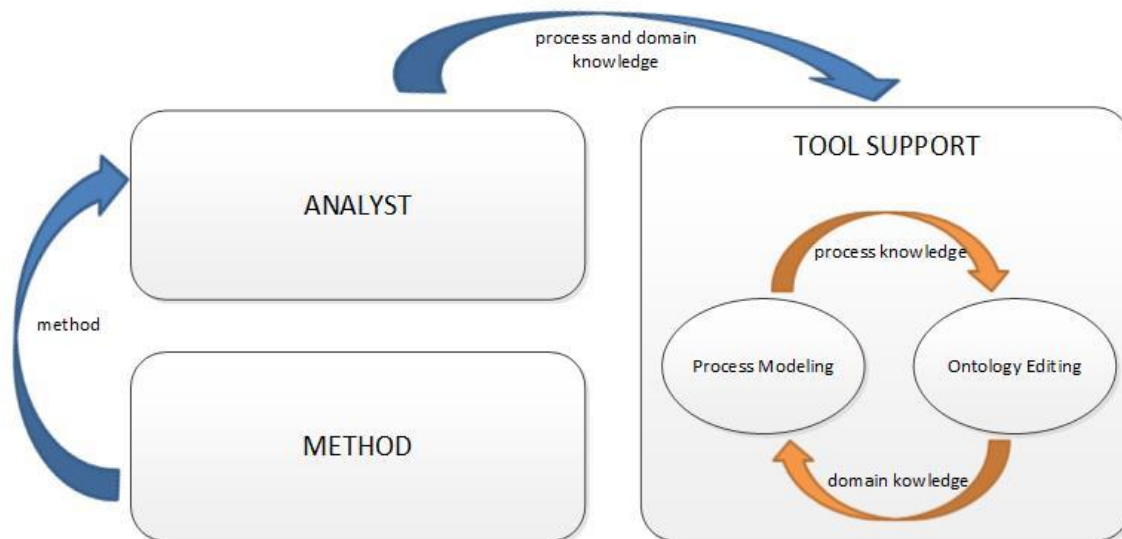 process and domain
knowledge
TOOL SUPPORT
ANALYST
process knowledge
method
Process Modeling
Ontology Editing
METHOD
domain kowledge